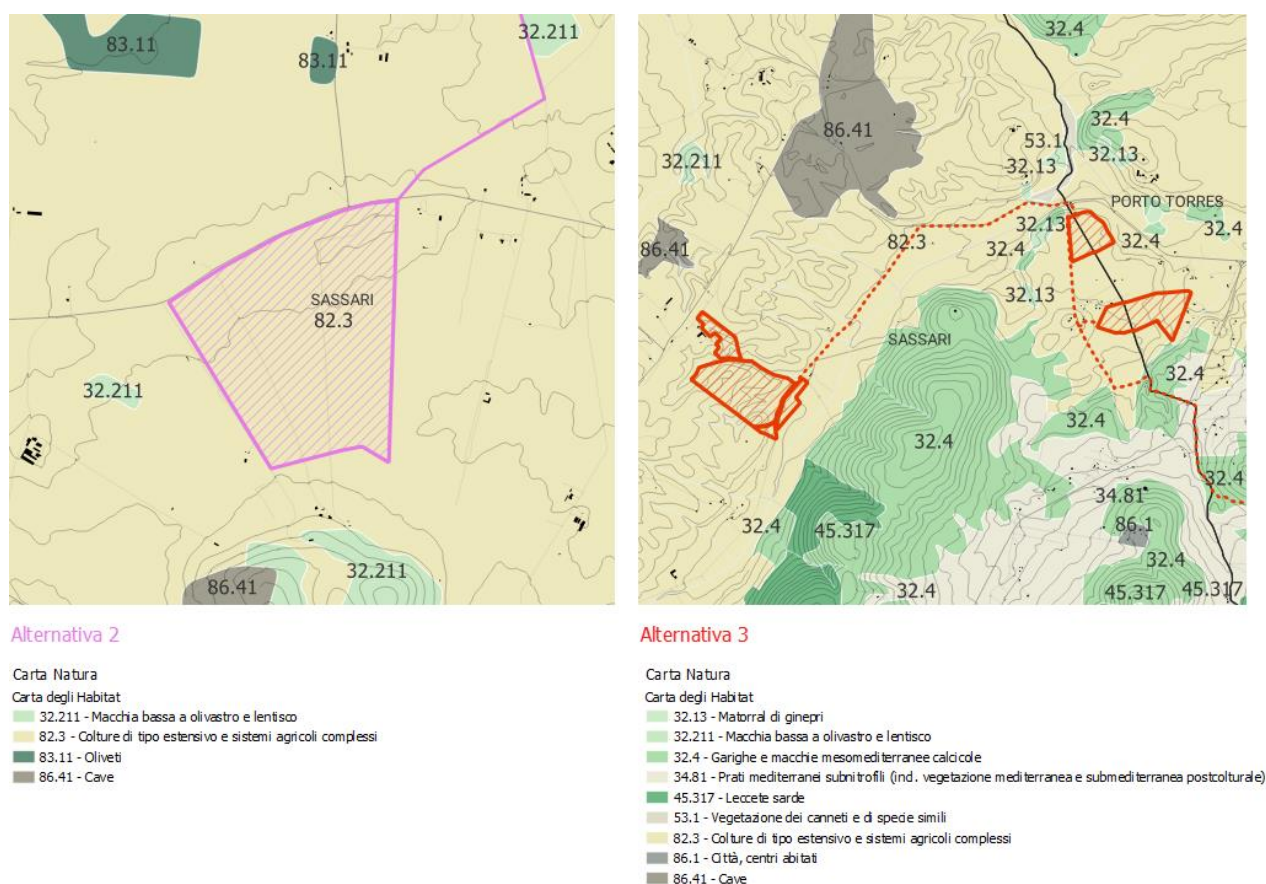 83.11
83.11
32.211
SASSARI
82.3
32.211
86.41
32.211
32.4
86.41
53.1
32.4
32.13
32.13
32.211
PORTO TORRES
32.13
32.4
32.4
82.3
32.4
86.41
32.13
SASSARI
32.4
32.4
32.4
32.4
34.81
86.1
32.4
45.317
32.4
32.4
45.317
45.317
Alternativa 2
Carta Natura
Carta degli Habitat
32.211 - Macchia bassa a olivastro e lentisco
82.3 - Colture di tipo estensivo e sistemi agricoli complessi
83.11 - Oliveti
86.41 - Cave
Alternativa 3
Carta Natura
Carta degli Habitat
32.13 - Matorral di ginepri
32.211 - Macchia bassa a olivastro e lentisco
32.4 - Garighe e macchie mesomediterranee calcicole
34.81 - Prati mediterranei subnitrofili (ind. vegetazione mediterranea e submediterranea postcolturale)
45.317 - Leccete sarde
53.1 - Vegetazione dei canneti e di specie simili
82.3 - Colture di tipo estensivo e sistemi agricoli complessi
86.1 - Città, centri abitati
86.41 - Cave